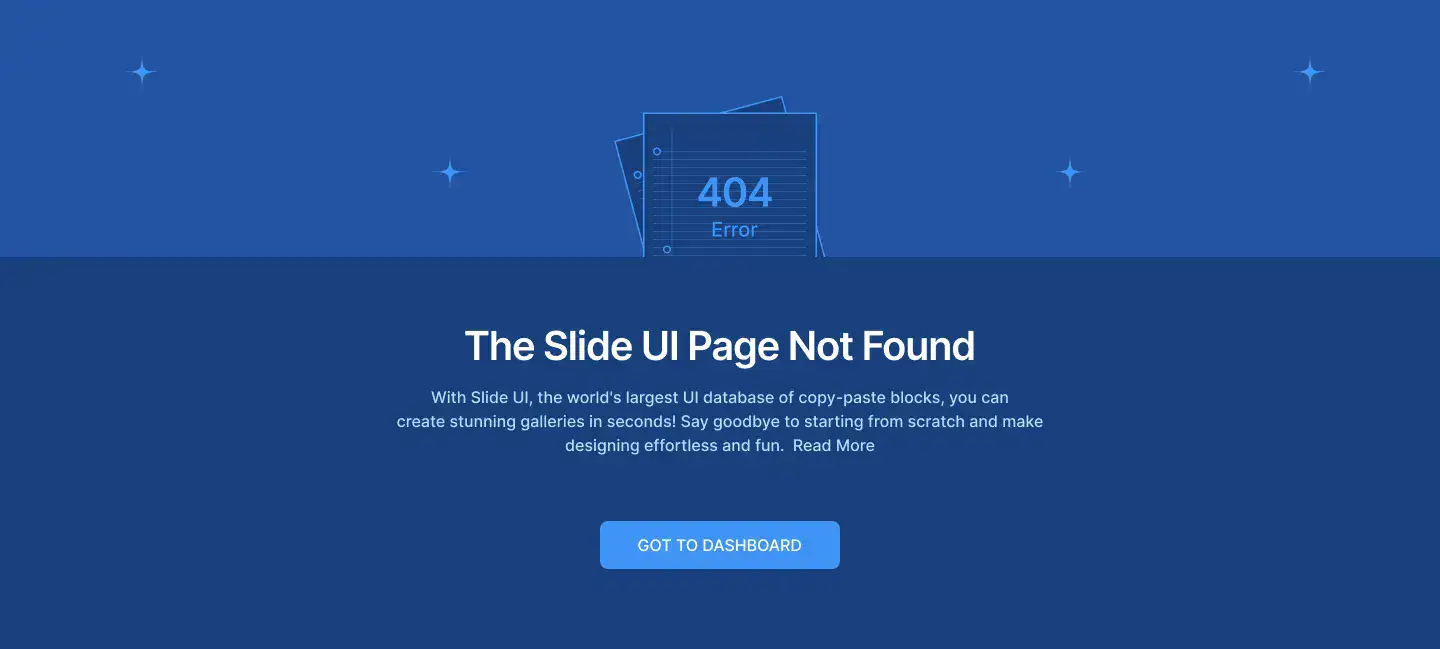 404
Error
The Slide UI Page Not Found
With Slide UI, the world's largest UI database of copy-paste blocks, you can
create stunning galleries in seconds! Say goodbye to starting from scratch and make
designing effortless and fun.  Read More
GOT TO DASHBOARD